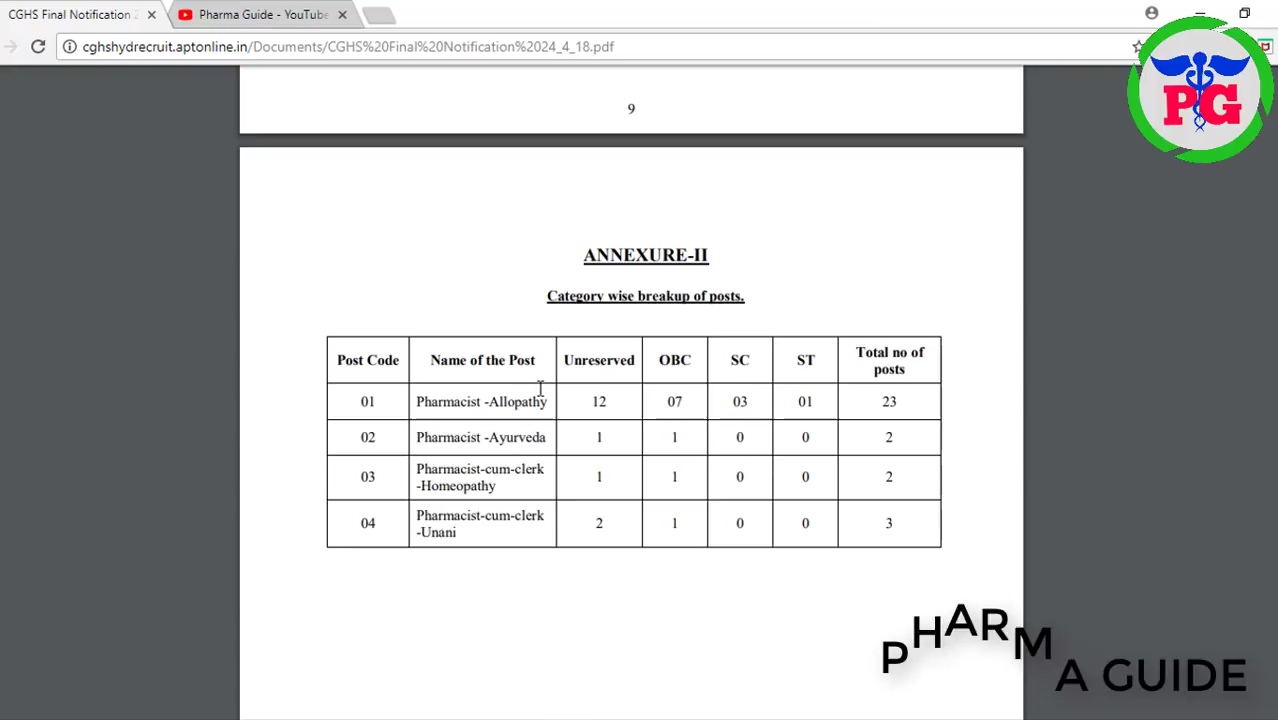 CGHS Final Notification 2
Pharma Guide - YouTube
cghshydrecruit.aptonline.in/Documents/CGHS%20Final%20Notification%2024_4_18.pdf
PG
9
ANNEXURE-II
Category wise breakup of posts.
Post Code Name of the Post Unreserved OBC SC ST Total no of posts
01 Pharmacist -Allopathy 12 07 03 01 23
02 Pharmacist -Ayurveda 1 1 0 0 2
03 Pharmacist-cum-clerk -Homeopathy 1 1 0 0 2
04 Pharmacist-cum-clerk -Unani 2 1 0 0 3
PHARMA GUIDE